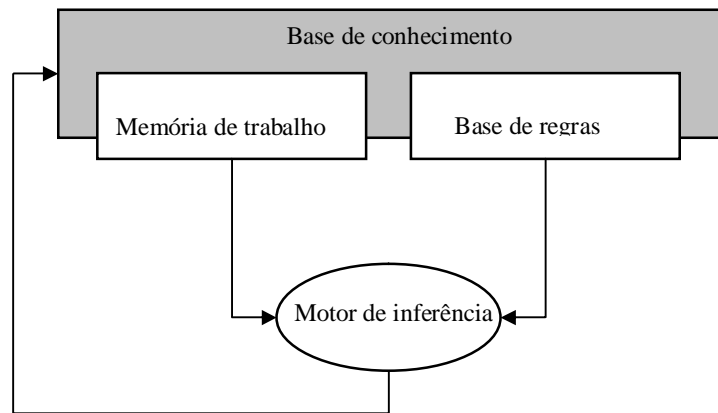 Base de conhecimento
Memória de trabalho
Base de regras
Motor de inferência